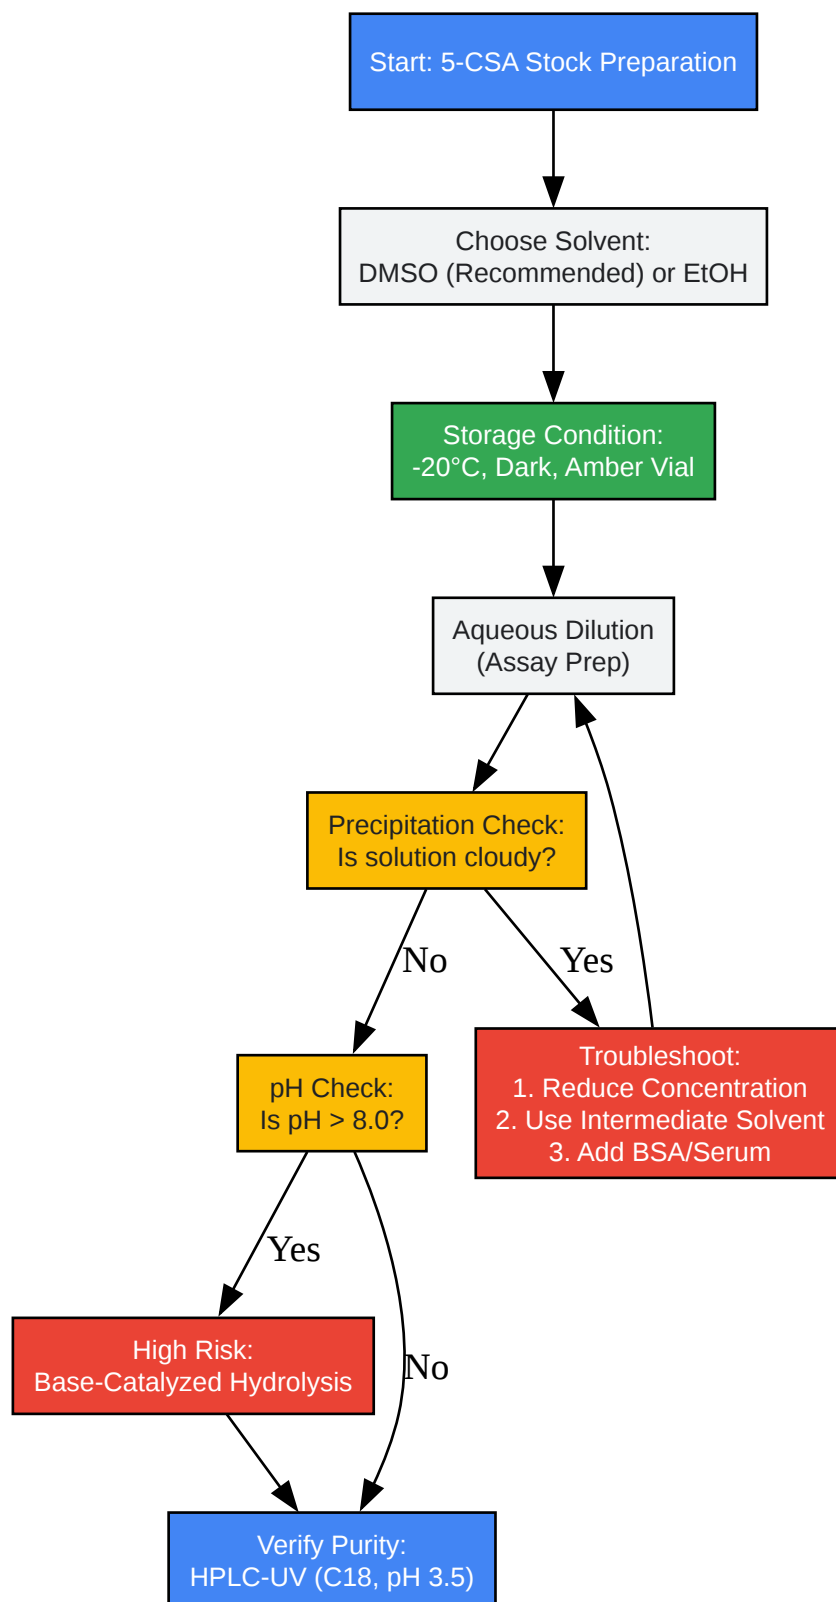 Start: 5-CSA Stock Preparation
Choose Solvent:
DMSO (Recommended) or EtOH
Storage Condition:
-20°C, Dark, Amber Vial
Aqueous Dilution
(Assay Prep)
Precipitation Check:
Is solution cloudy?
No
Yes
pH Check:
Is pH > 8.0?
Troubleshoot:
1. Reduce Concentration
2. Use Intermediate Solvent
3. Add BSA/Serum
Yes
No
High Risk:
Base-Catalyzed Hydrolysis
Verify Purity:
HPLC-UV (C18, pH 3.5)